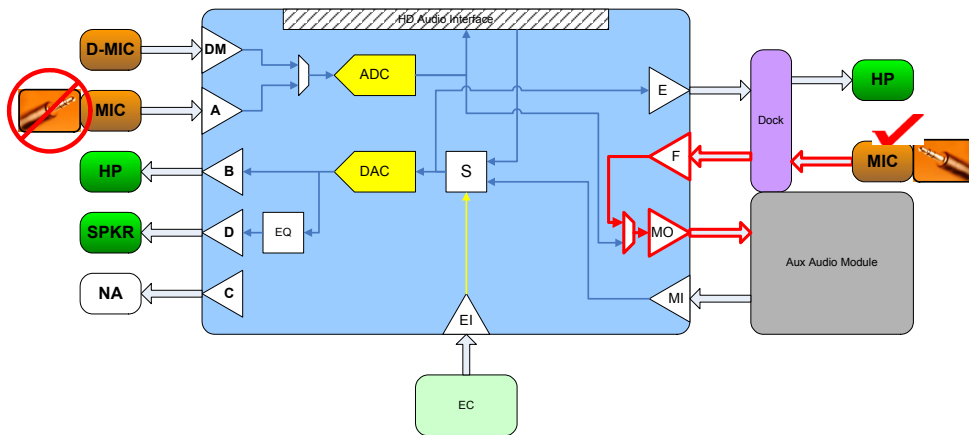 HD Audio Interface
D-MIC
DM
ADC
MIC
A
E
Dock
HP
F
MIC
HP
B
DAC
S
SPKR
D
EQ
MO
Aux Audio Module
NA
C
MI
EI
EC